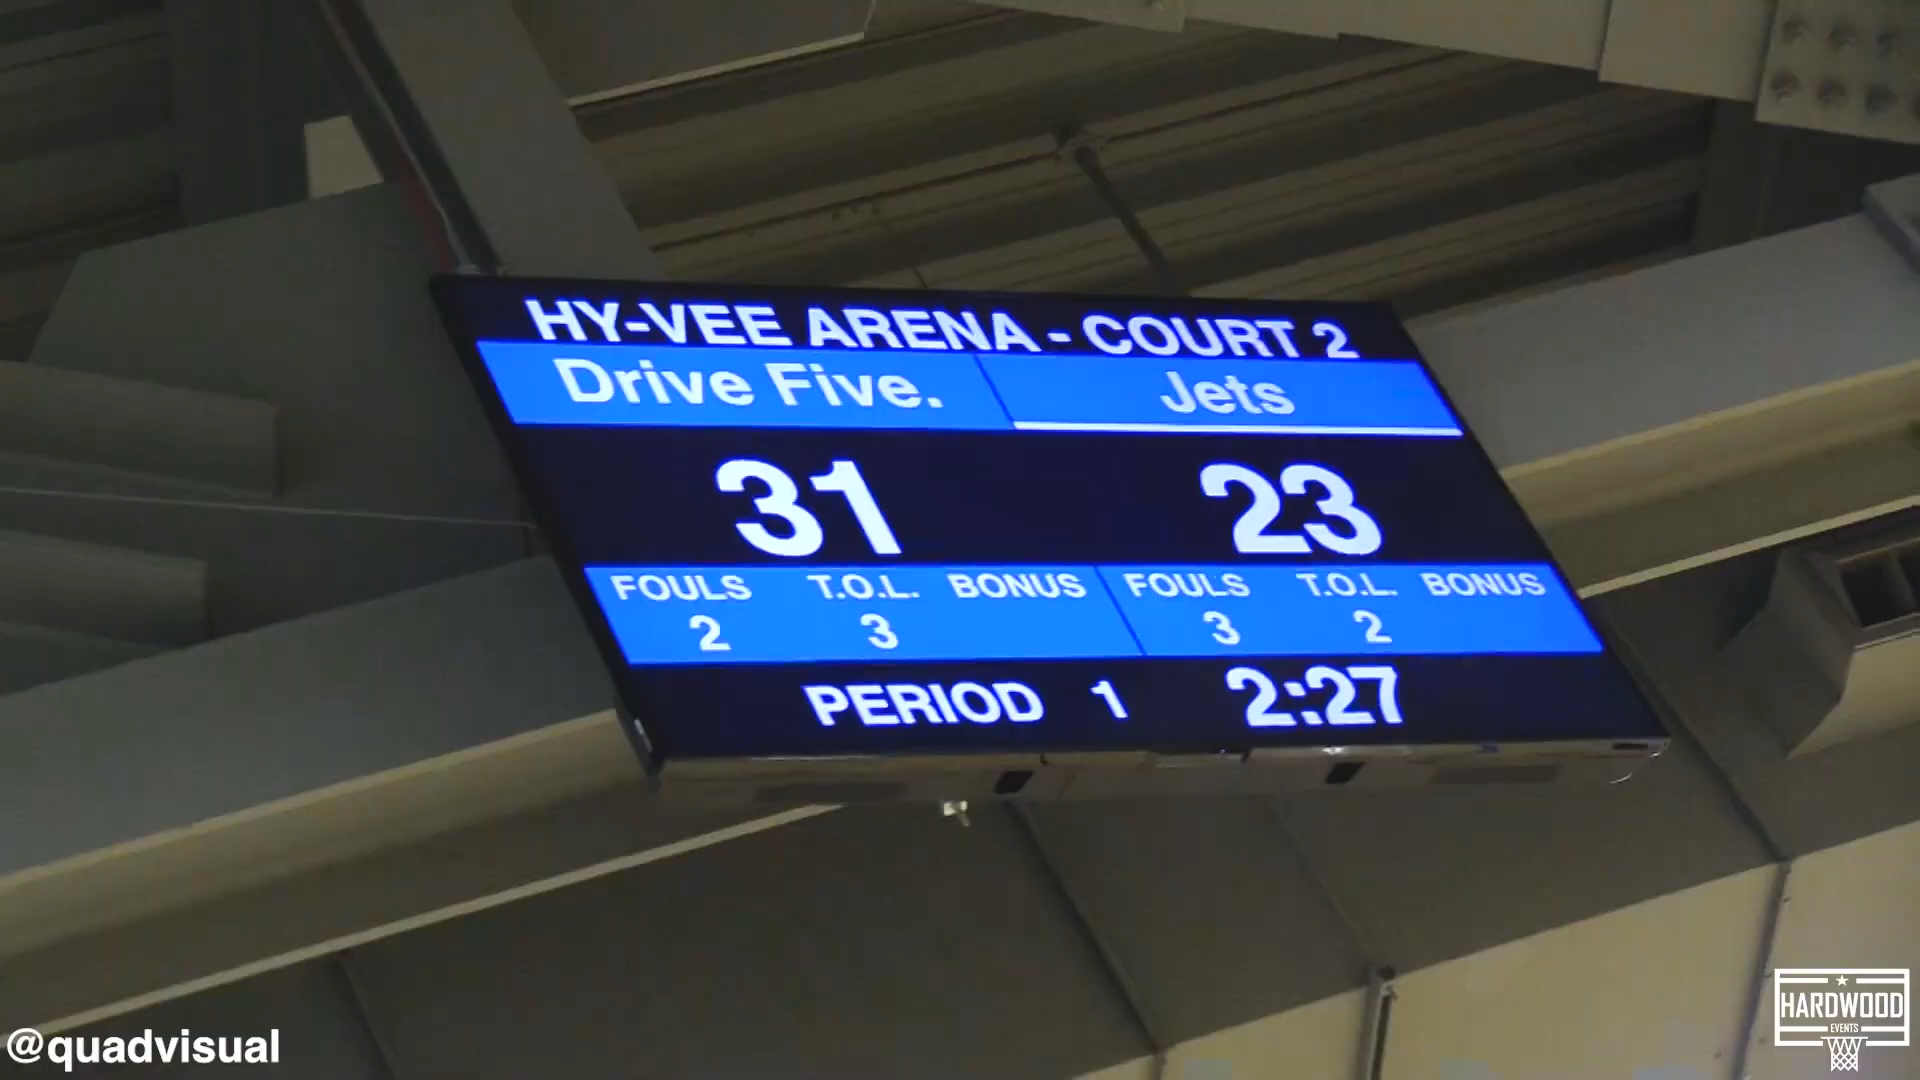 HY-VEE ARENA - COURT 2
Drive Five. Jets
31 23
FOULS T.O.L. BONUS FOULS T.O.L. BONUS
2 3 3 2
PERIOD 1 2:27
@quadvisual
HARDWOOD
EVENTS